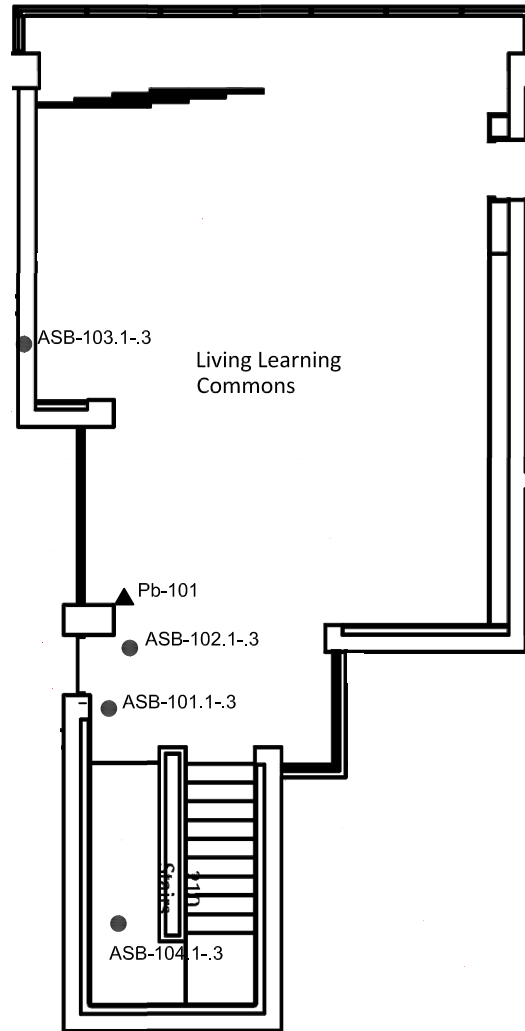 ASB-103.1-.3
Living Learning
Commons
Pb-101
ASB-102.1-.3
ASB-101.1-.3
Stairs
ASB-104.1-.3